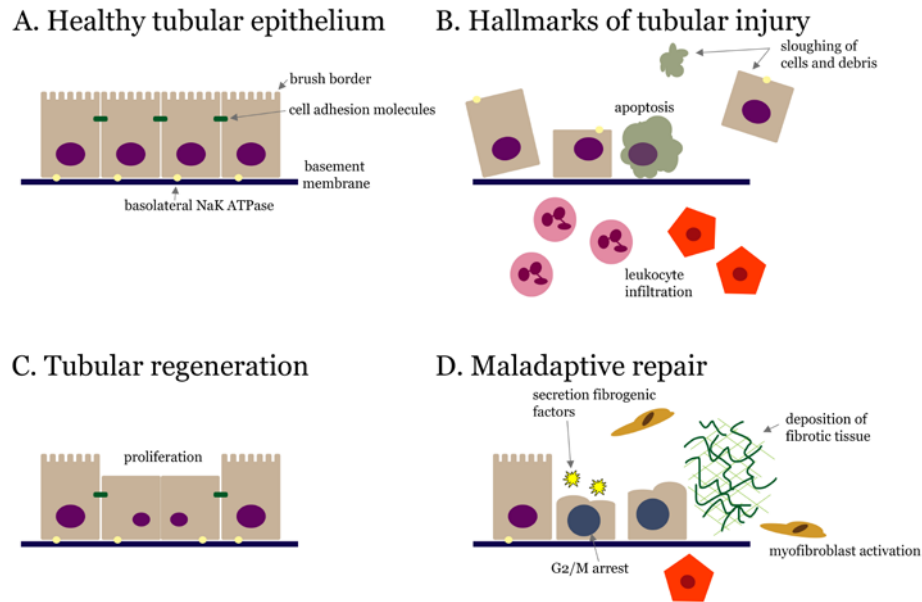 A. Healthy tubular epithelium
brush border
cell adhesion molecules
basement
membrane
basolateral NaK ATPase
B. Hallmarks of tubular injury
sloughing of
cells and debris
apoptosis
leukocyte
infiltration
C. Tubular regeneration
proliferation
D. Maladaptive repair
secretion fibrogenic
factors
deposition of
fibrotic tissue
G2/M arrest
myofibroblast activation